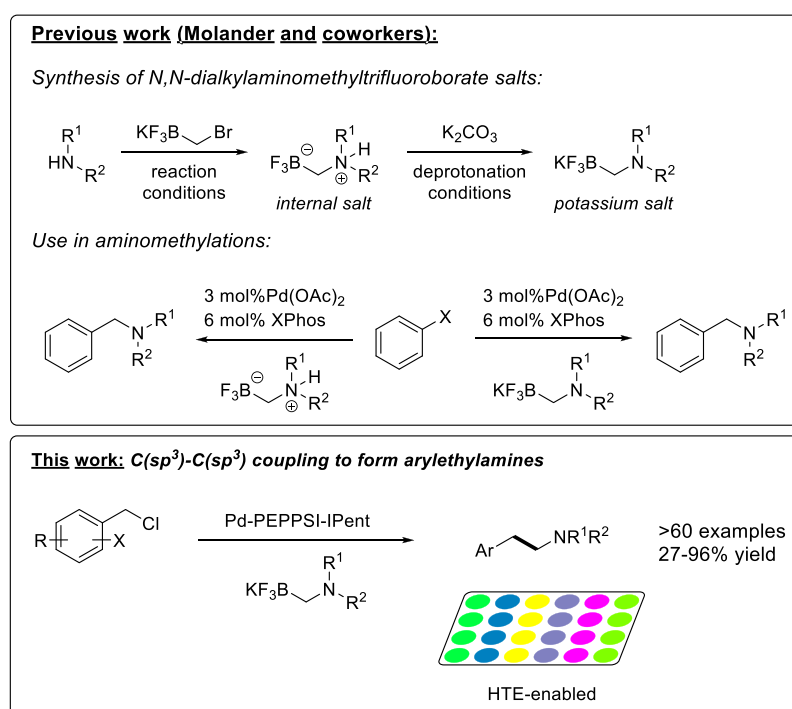 Previous work (Molander and coworkers):
Synthesis of N,N-dialkylaminomethyltrifluoroborate salts:
HN
R¹
R²
KF₃B
Br
reaction
conditions
F₃B
⊖
R¹
N
H
⊕
R²
internal salt
K₂CO₃
deprotonation
conditions
KF₃B
R¹
N
R²
potassium salt
Use in aminomethylations:
N
R¹
R²
3 mol%Pd(OAc)₂
6 mol% XPhos
F₃B
⊖
R¹
N
H
⊕
R²
X
3 mol%Pd(OAc)₂
6 mol% XPhos
KF₃B
R¹
N
R²
N
R¹
R²
This work: C(sp³)-C(sp³) coupling to form arylethylamines
R
X
Cl
Pd-PEPPSI-IPent
KF₃B
R¹
N
R²
Ar
NR¹R²
>60 examples
27-96% yield
HTE-enabled